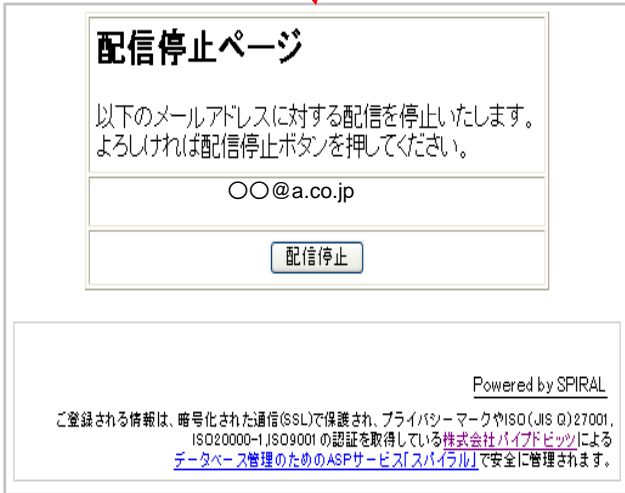 配信停止ページ
以下のメールアドレスに対する配信を停止いたします。
よろしければ配信停止ボタンを押してください。
〇〇@a.co.jp
配信停止
Powered by SPIRAL
ご登録される情報は、暗号化された通信(SSL)で保護され、プライバシーマークやISO(JIS Q)27001,
ISO20000-1,ISO9001の認証を取得している株式会社パイプドビッツによる
データベース管理のためのASPサービス「スパイラル」で安全に管理されます。